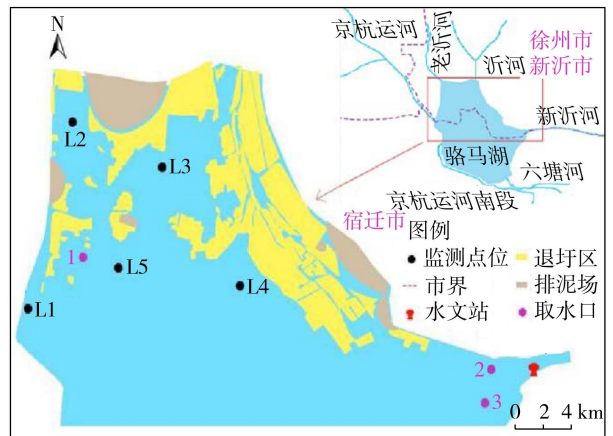 N
京杭运河
老沂河
沂河
徐州市
新沂市
新沂河
骆马湖
六塘河
京杭运河南段
宿迁市
图例
监测点位
退圩区
市界
排泥场
水文站
取水口
L2
L3
1
L5
L4
L1
2
3
0 2 4 km